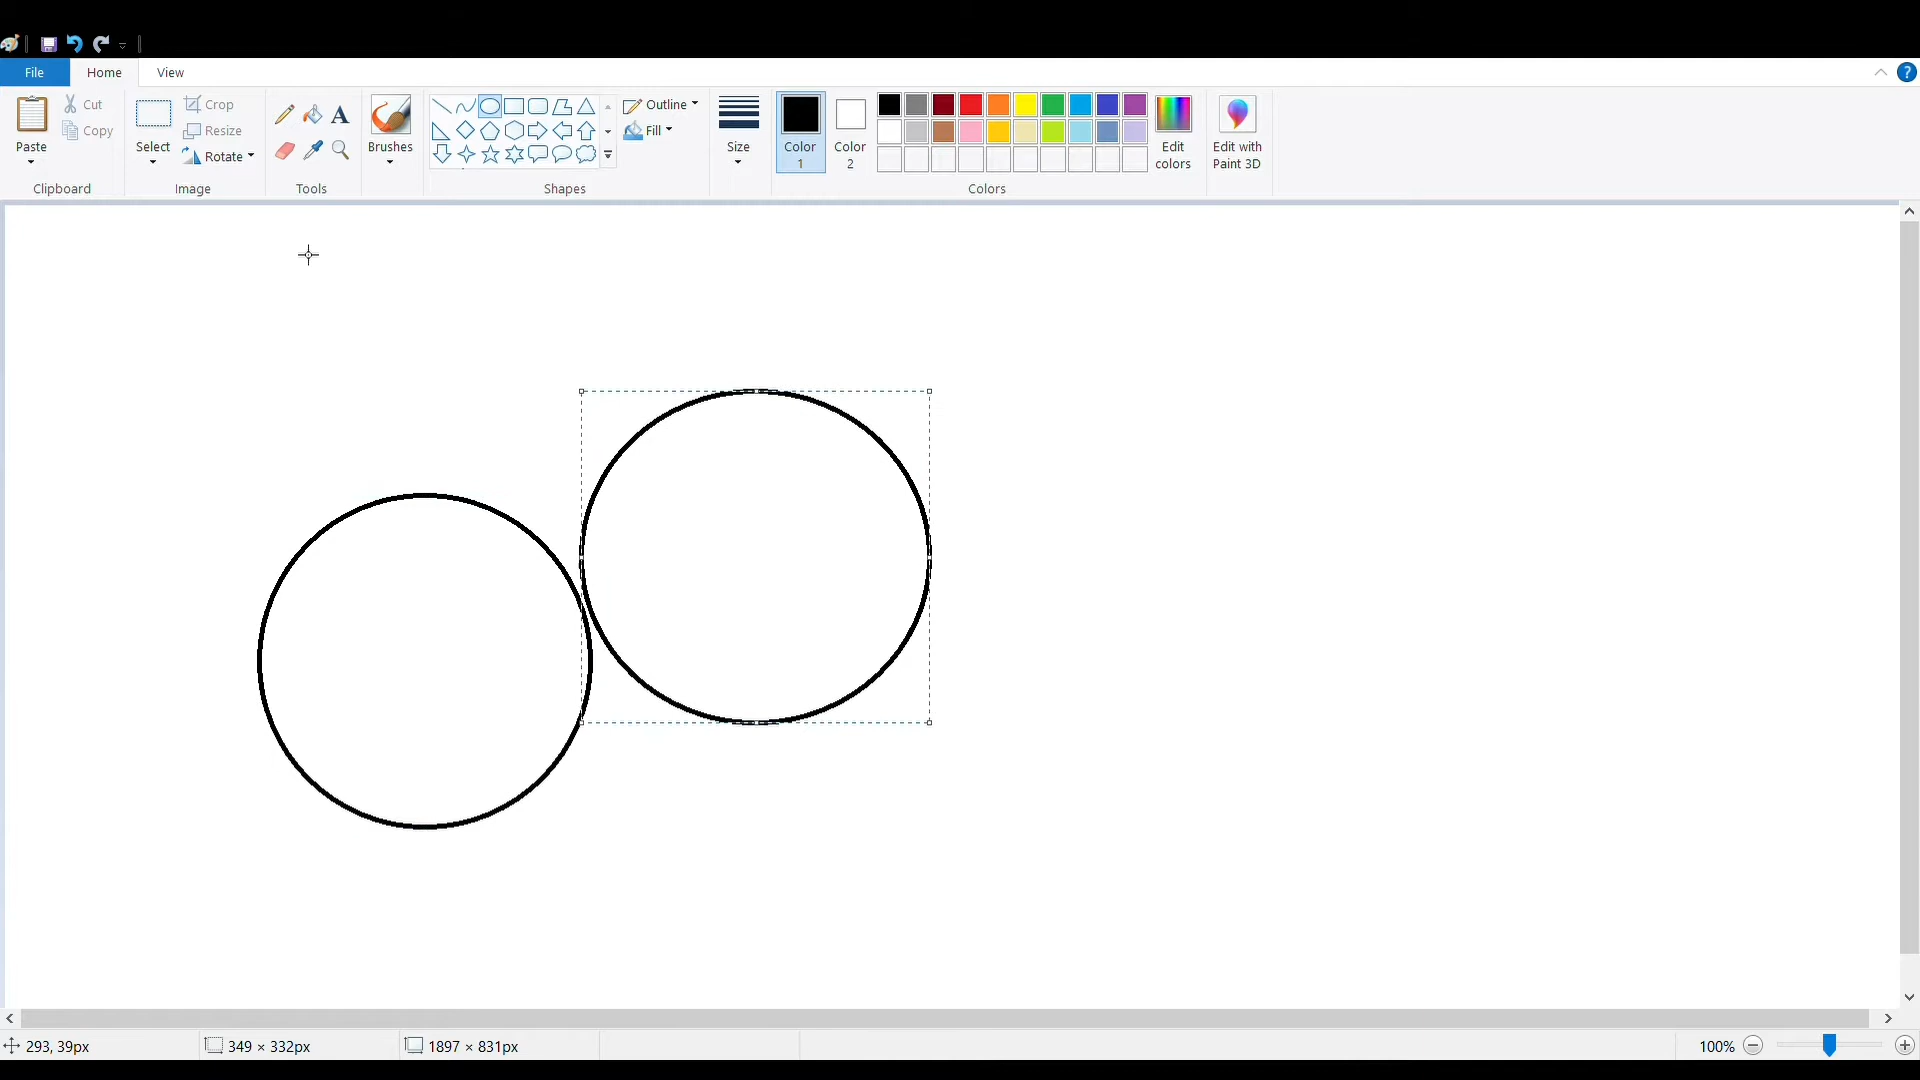 File Home View ?
Paste Cut Copy Select Crop Resize Rotate A Brushes Outline Fill Size Color 1 Color 2 Edit colors Edit with Paint 3D
Clipboard Image Tools Shapes Colors
293, 39px 349 × 332px 1897 × 831px 100%